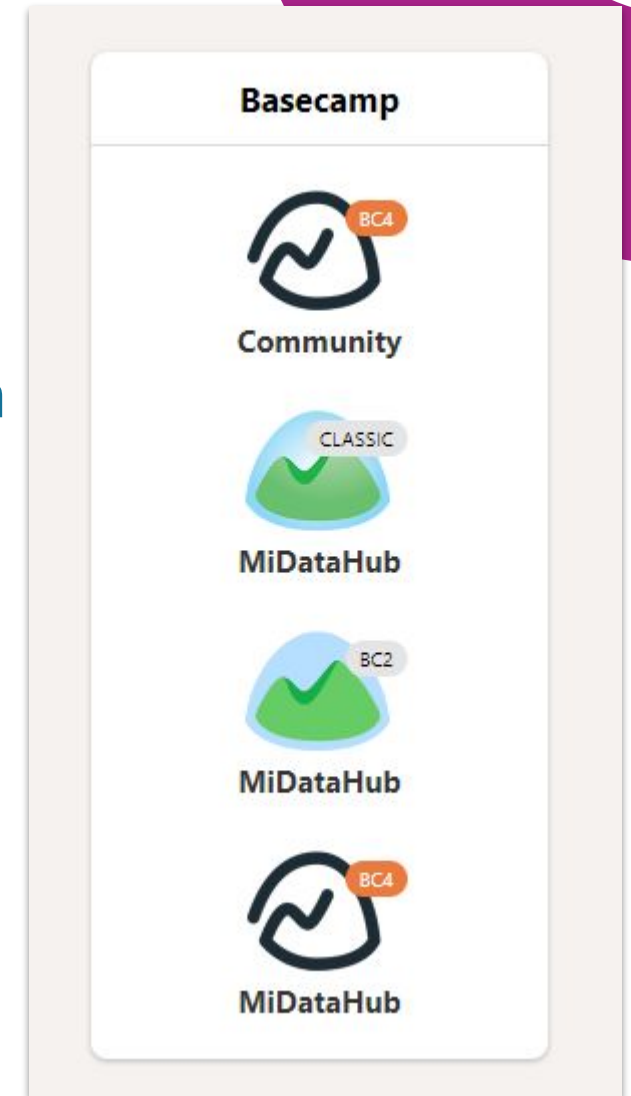 Basecamp
BC4
Community
CLASSIC
MiDataHub
BC2
MiDataHub
BC4
MiDataHub